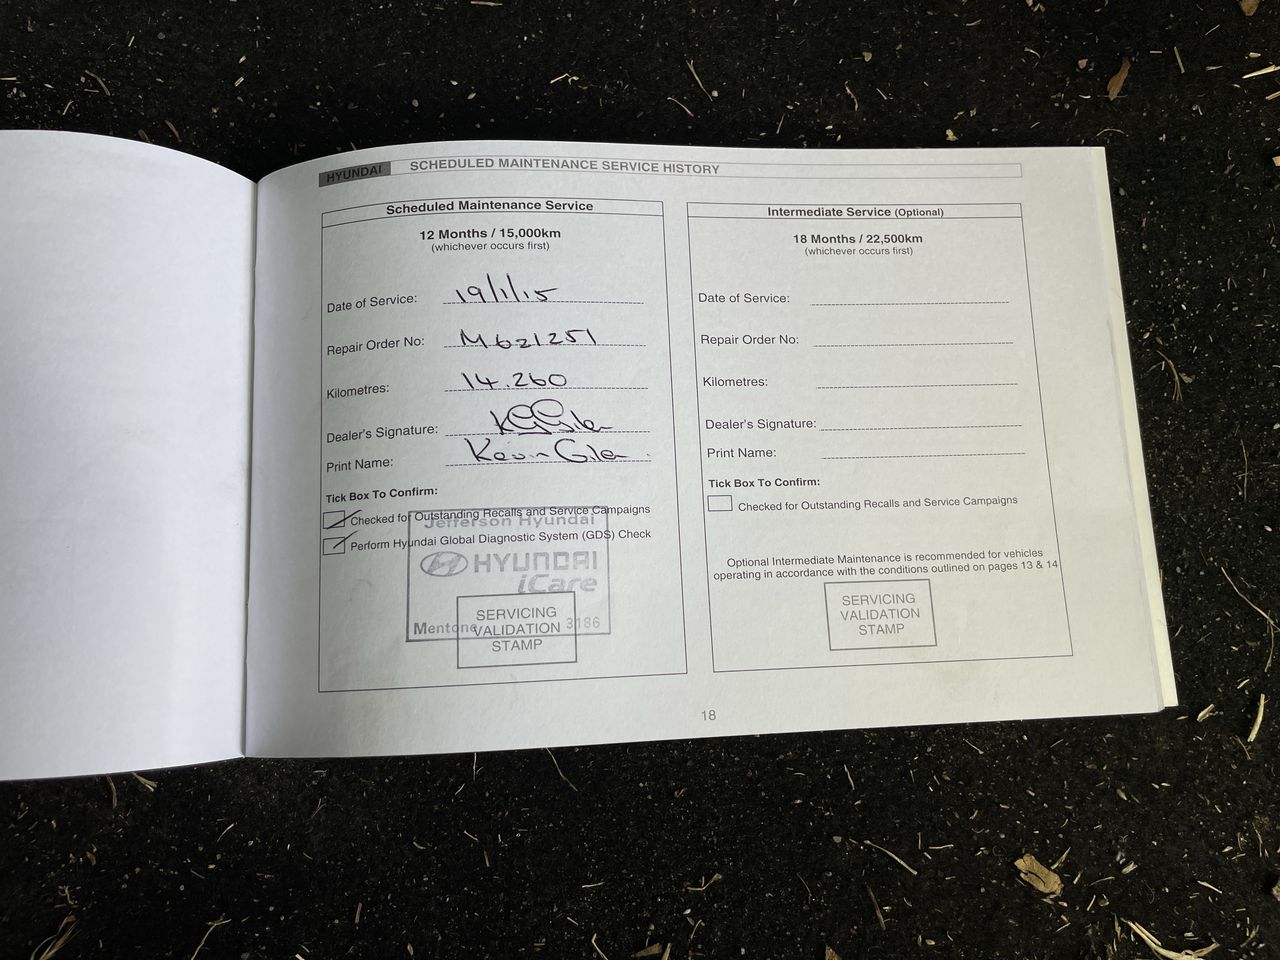 HYUNDAI SCHEDULED MAINTENANCE SERVICE HISTORY
Scheduled Maintenance Service
12 Months / 15,000km
(whichever occurs first)
Date of Service: 19/1/15
Repair Order No: M621251
Kilometres: 14.260
Dealer's Signature:
Print Name: Kevin
Tick Box To Confirm:
Checked for Outstanding Recalls and Service Campaigns
Perform Hyundai Global Diagnostic System (GDS) Check
Jefferson Hyundai
HYUNDAI
iCare
Mentone 3186
SERVICING
VALIDATION
STAMP
Intermediate Service (Optional)
18 Months / 22,500km
(whichever occurs first)
Date of Service:
Repair Order No:
Kilometres:
Dealer's Signature:
Print Name:
Tick Box To Confirm:
Checked for Outstanding Recalls and Service Campaigns
Optional Intermediate Maintenance is recommended for vehicles
operating in accordance with the conditions outlined on pages 13 & 14
SERVICING
VALIDATION
STAMP
18